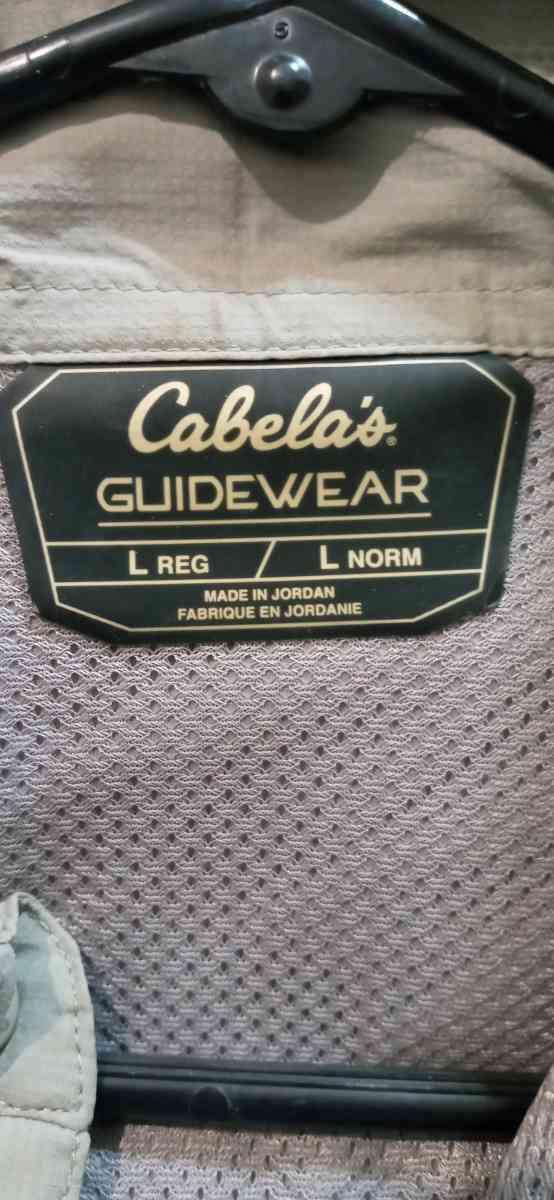 Cabela's®
GUIDEWEAR
L REG / L NORM
MADE IN JORDAN
FABRIQUE EN JORDANIE